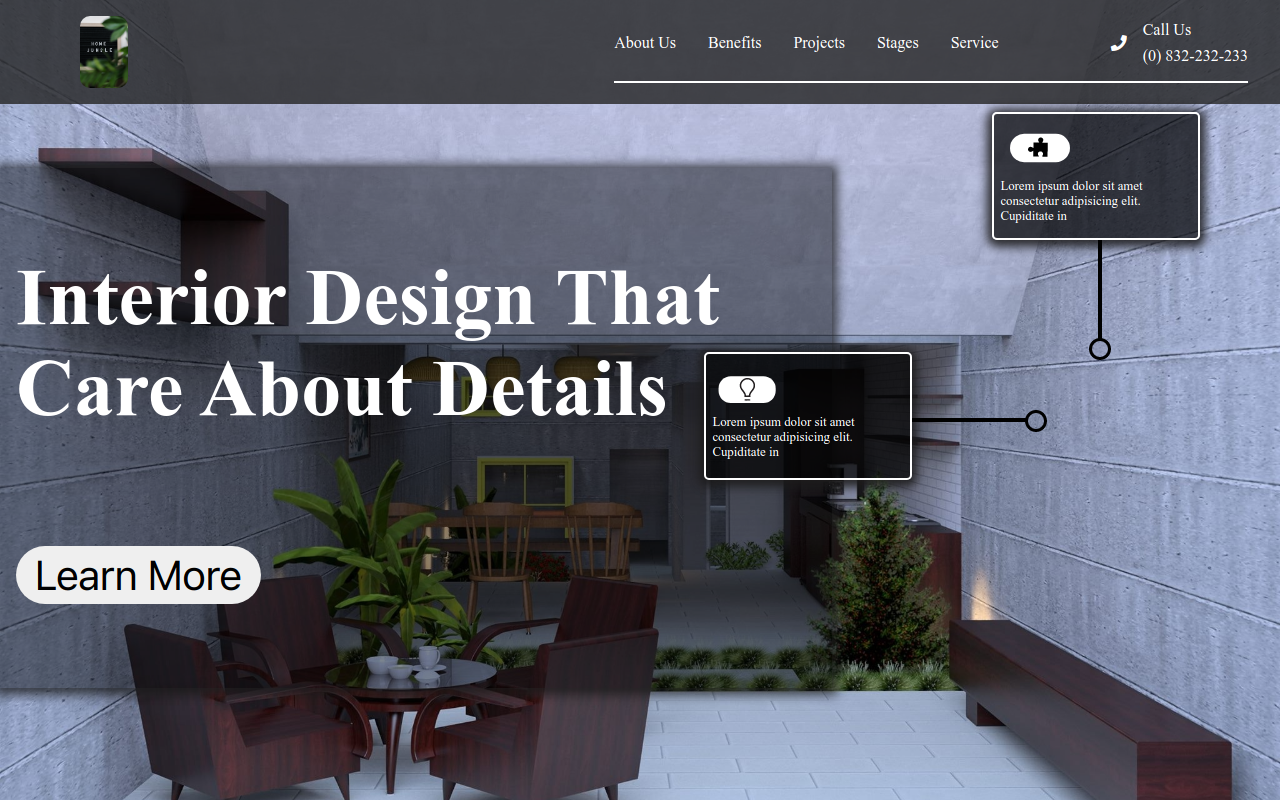 HOME
JUNGLE
About Us
Benefits
Projects
Stages
Service
Call Us
(0) 832-232-233
Lorem ipsum dolor sit amet
consectetur adipisicing elit.
Cupiditate in
Interior Design That
Care About Details
Lorem ipsum dolor sit amet
consectetur adipisicing elit.
Cupiditate in
Learn More